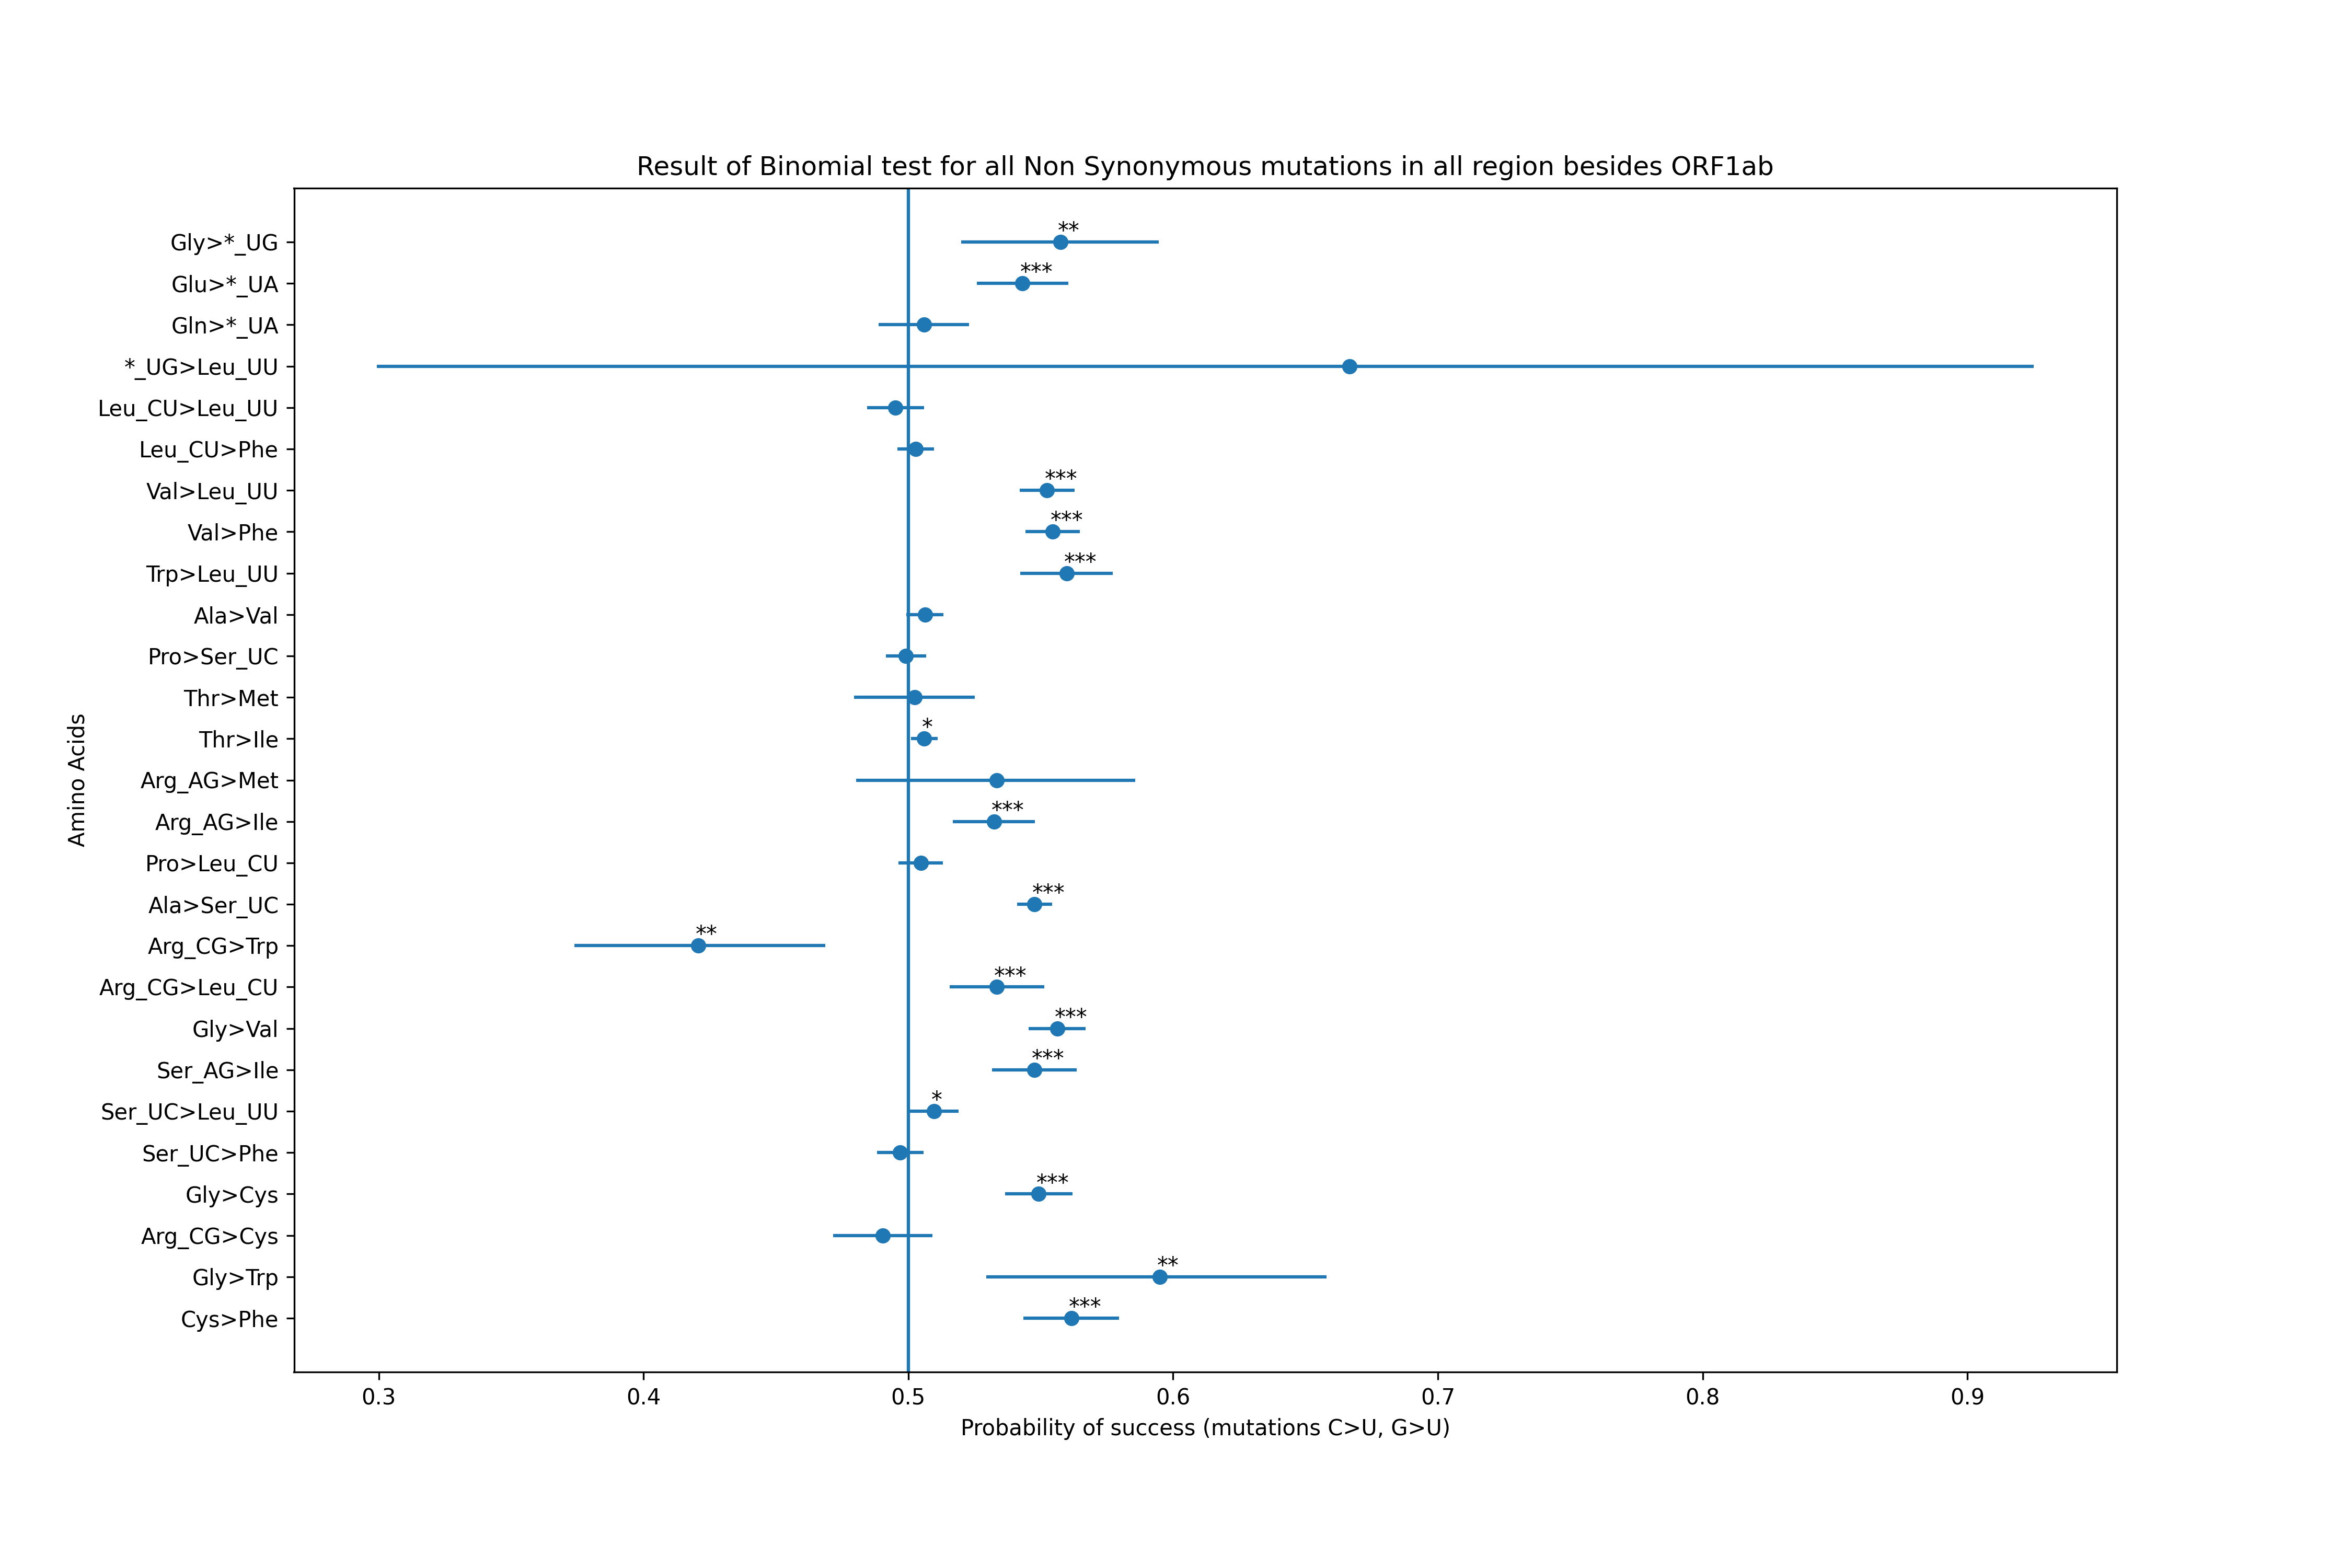 Result of Binomial test for all Non Synonymous mutations in all region besides ORF1ab
Amino Acids
Gly>*_UG
**
Glu>*_UA
***
Gln>*_UA
*_UG>Leu_UU
Leu_CU>Leu_UU
Leu_CU>Phe
Val>Leu_UU
***
Val>Phe
***
Trp>Leu_UU
***
Ala>Val
Pro>Ser_UC
Thr>Met
Thr>Ile
*
Arg_AG>Met
Arg_AG>Ile
***
Pro>Leu_CU
Ala>Ser_UC
***
Arg_CG>Trp
**
Arg_CG>Leu_CU
***
Gly>Val
***
Ser_AG>Ile
***
Ser_UC>Leu_UU
*
Ser_UC>Phe
Gly>Cys
***
Arg_CG>Cys
Gly>Trp
**
Cys>Phe
***
0.3 0.4 0.5 0.6 0.7 0.8 0.9
Probability of success (mutations C>U, G>U)